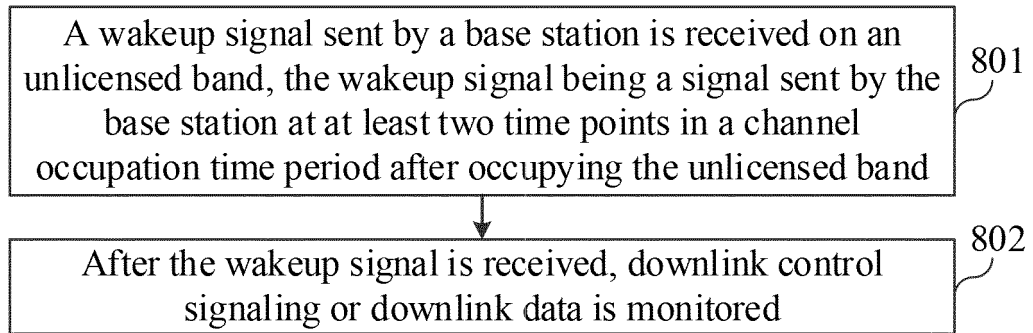 A wakeup signal sent by a base station is received on an
unlicensed band, the wakeup signal being a signal sent by the
base station at at least two time points in a channel
occupation time period after occupying the unlicensed band
801
After the wakeup signal is received, downlink control
signaling or downlink data is monitored
802